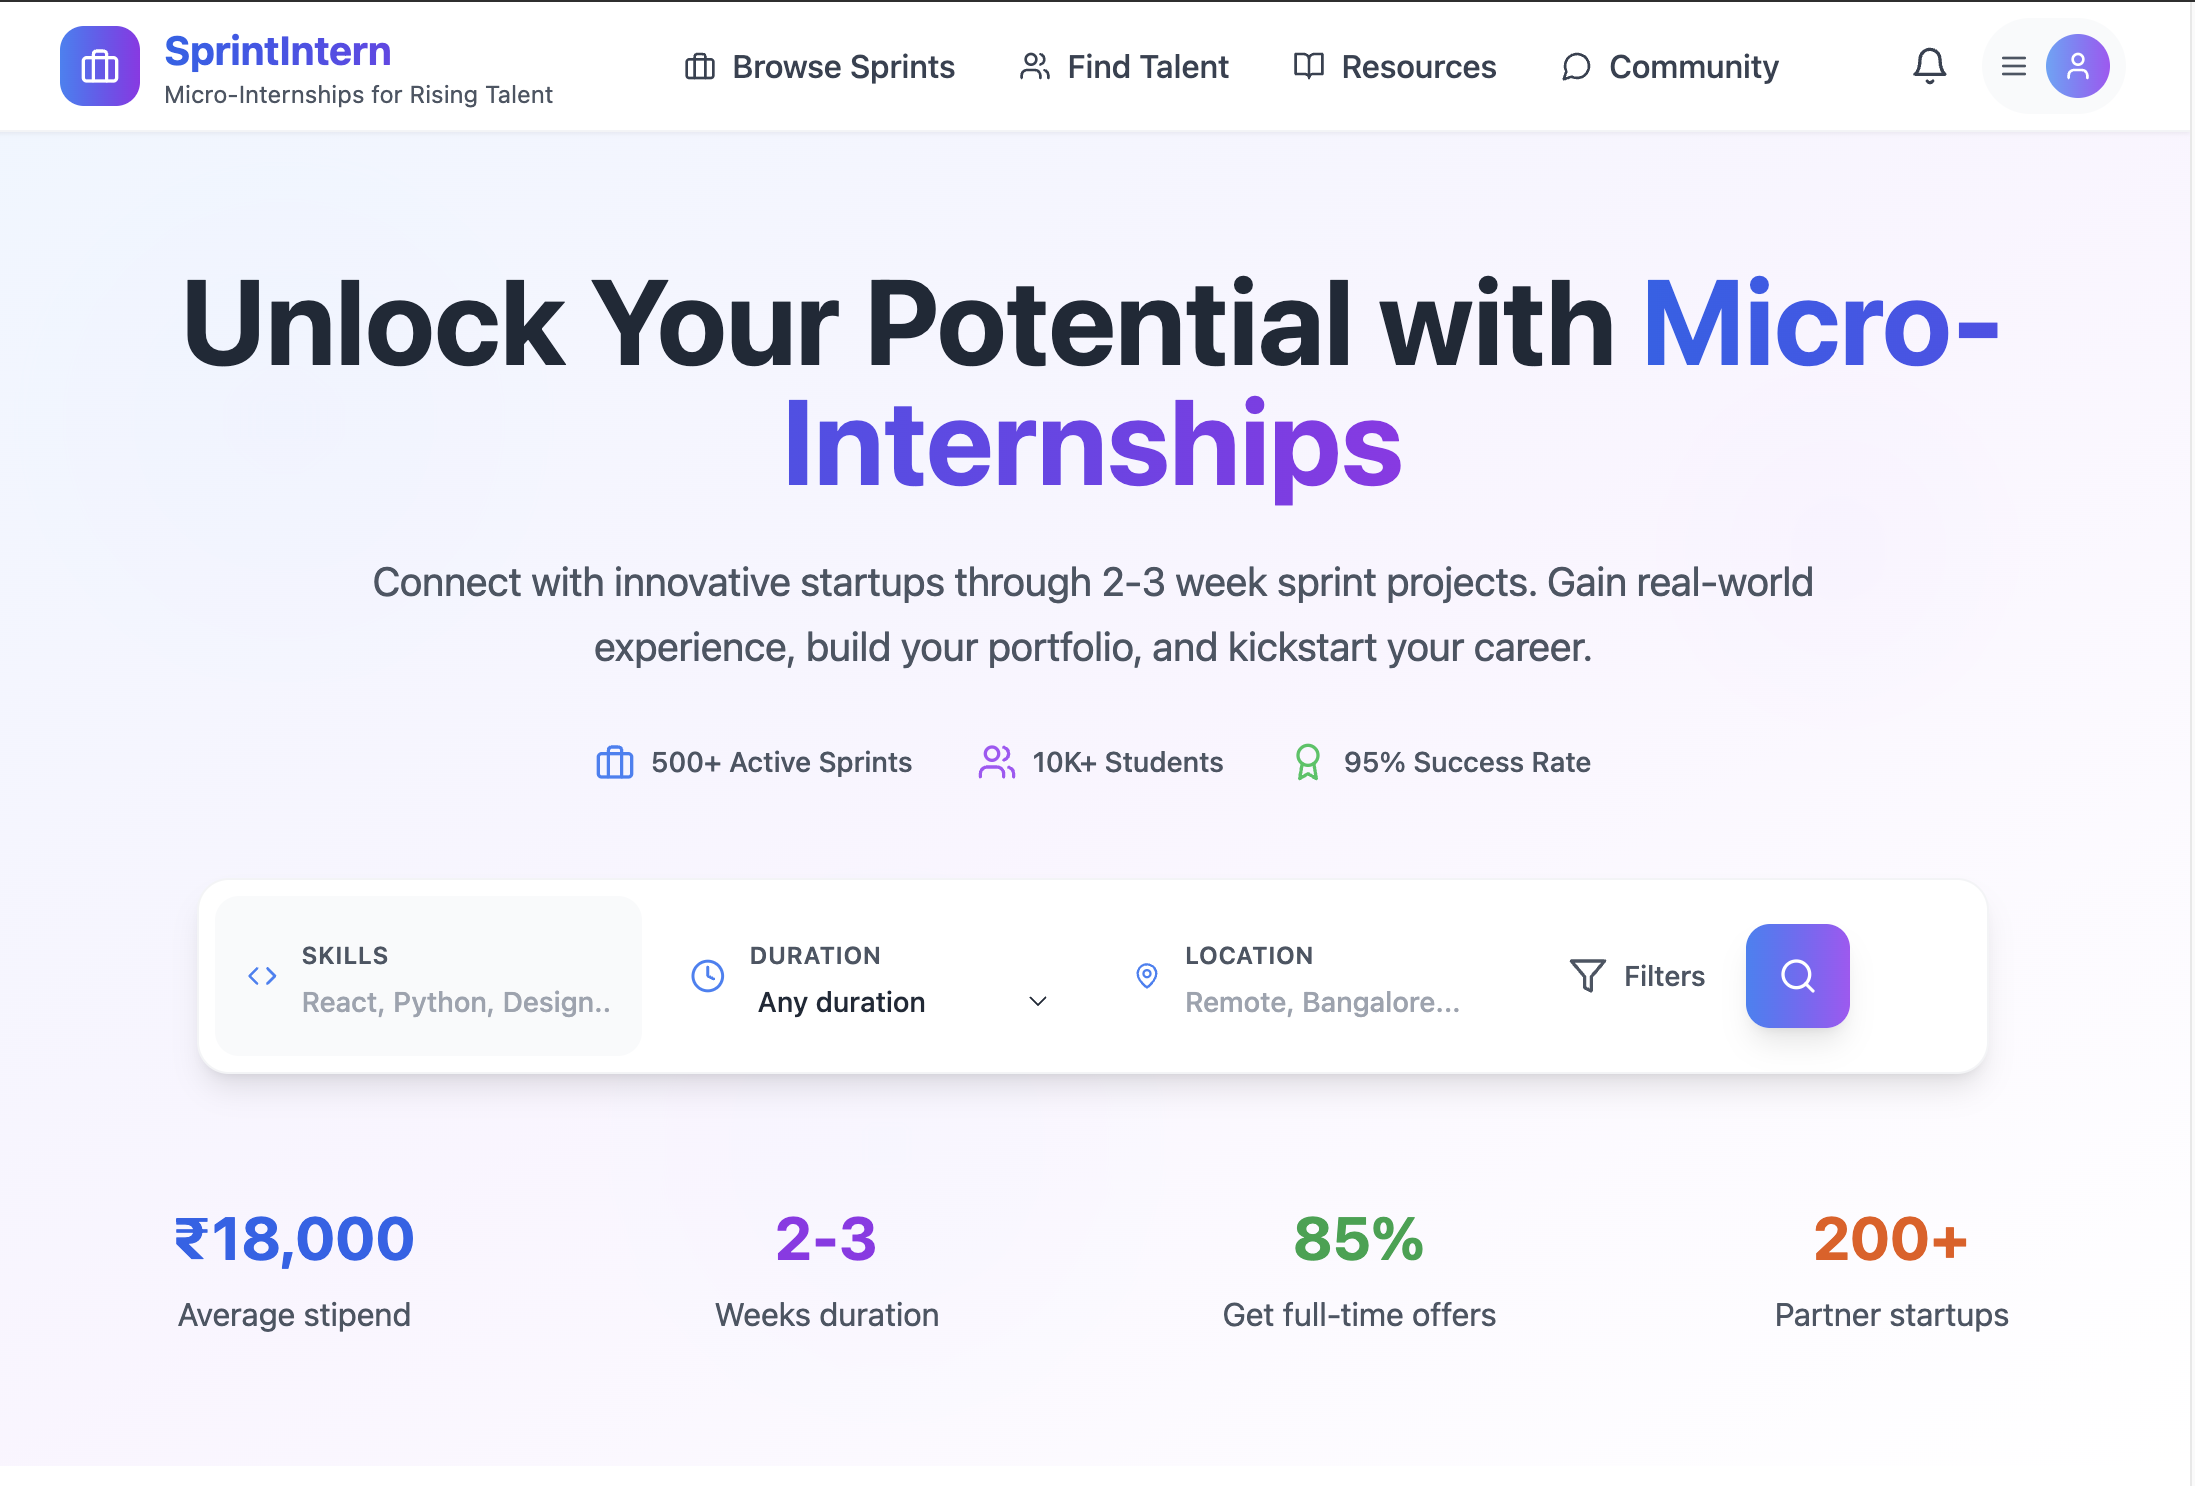 SprintIntern
Micro-Internships for Rising Talent
Browse Sprints
Find Talent
Resources
Community
Unlock Your Potential with Micro-
Internships
Connect with innovative startups through 2-3 week sprint projects. Gain real-world
experience, build your portfolio, and kickstart your career.
500+ Active Sprints
10K+ Students
95% Success Rate
SKILLS
React, Python, Design..
DURATION
Any duration
LOCATION
Remote, Bangalore...
Filters
₹18,000
Average stipend
2-3
Weeks duration
85%
Get full-time offers
200+
Partner startups